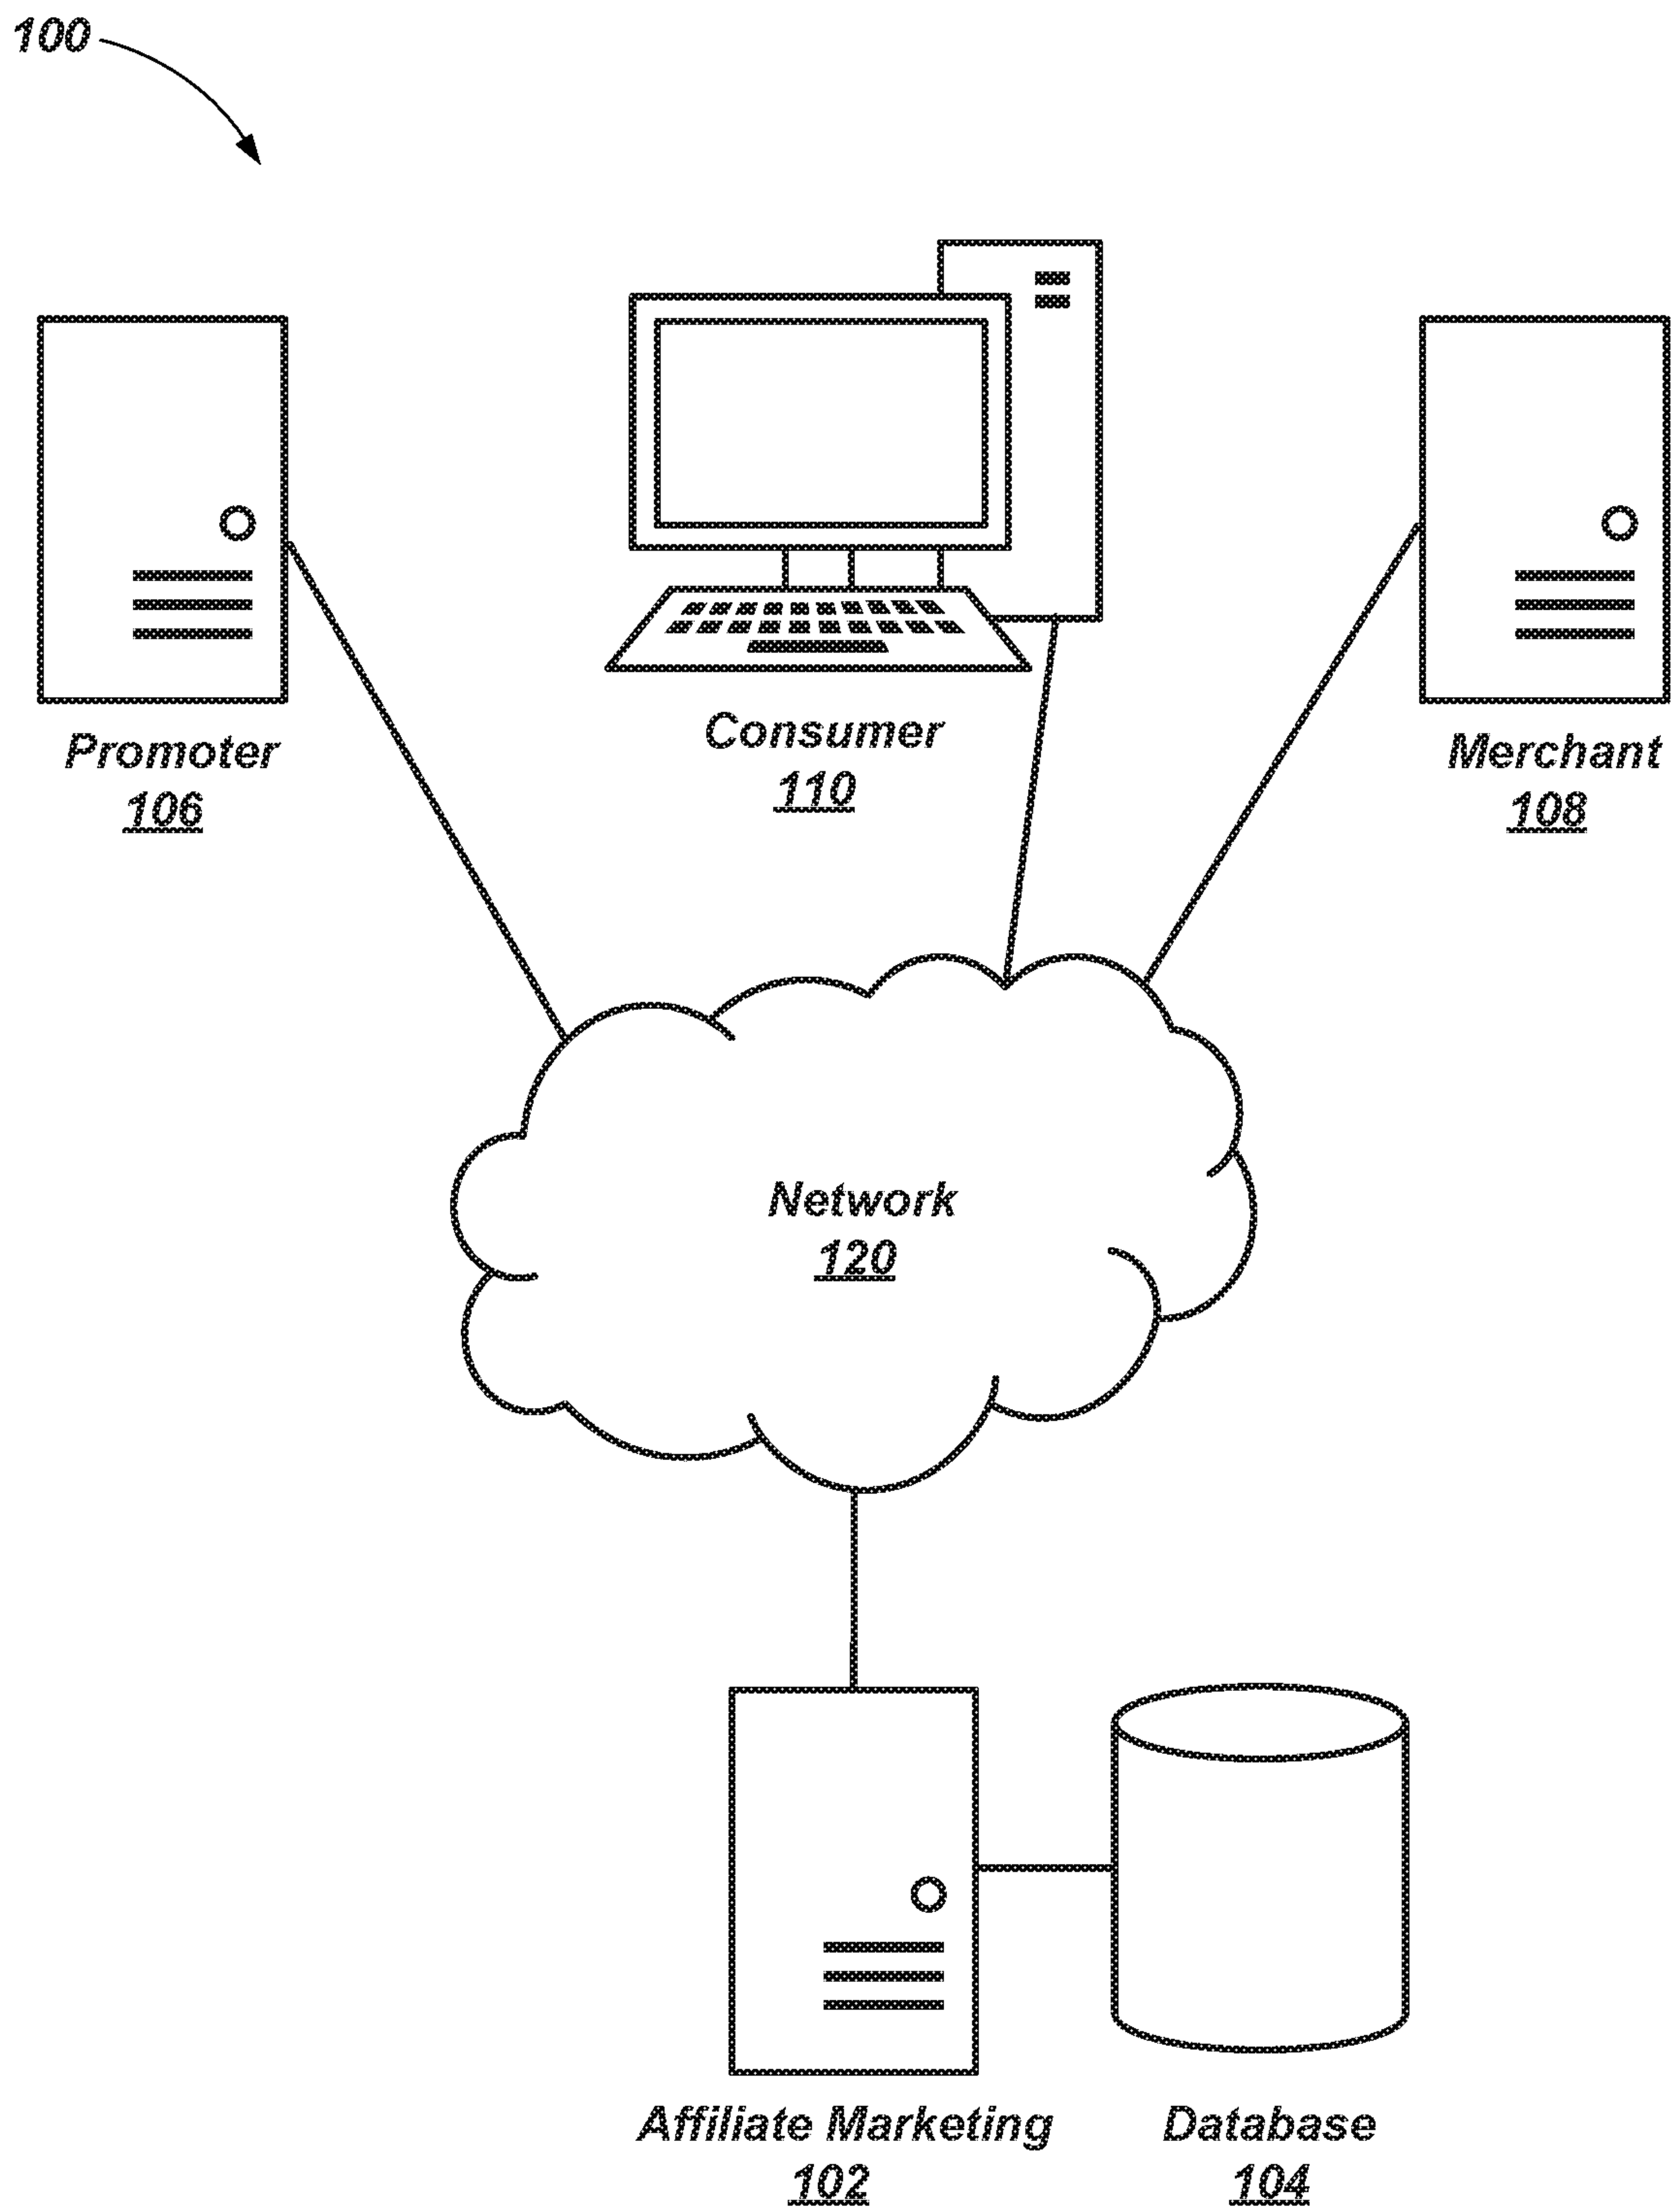 100
Promoter
106
Consumer
110
Merchant
108
Network
120
Affiliate Marketing
102
Database
104